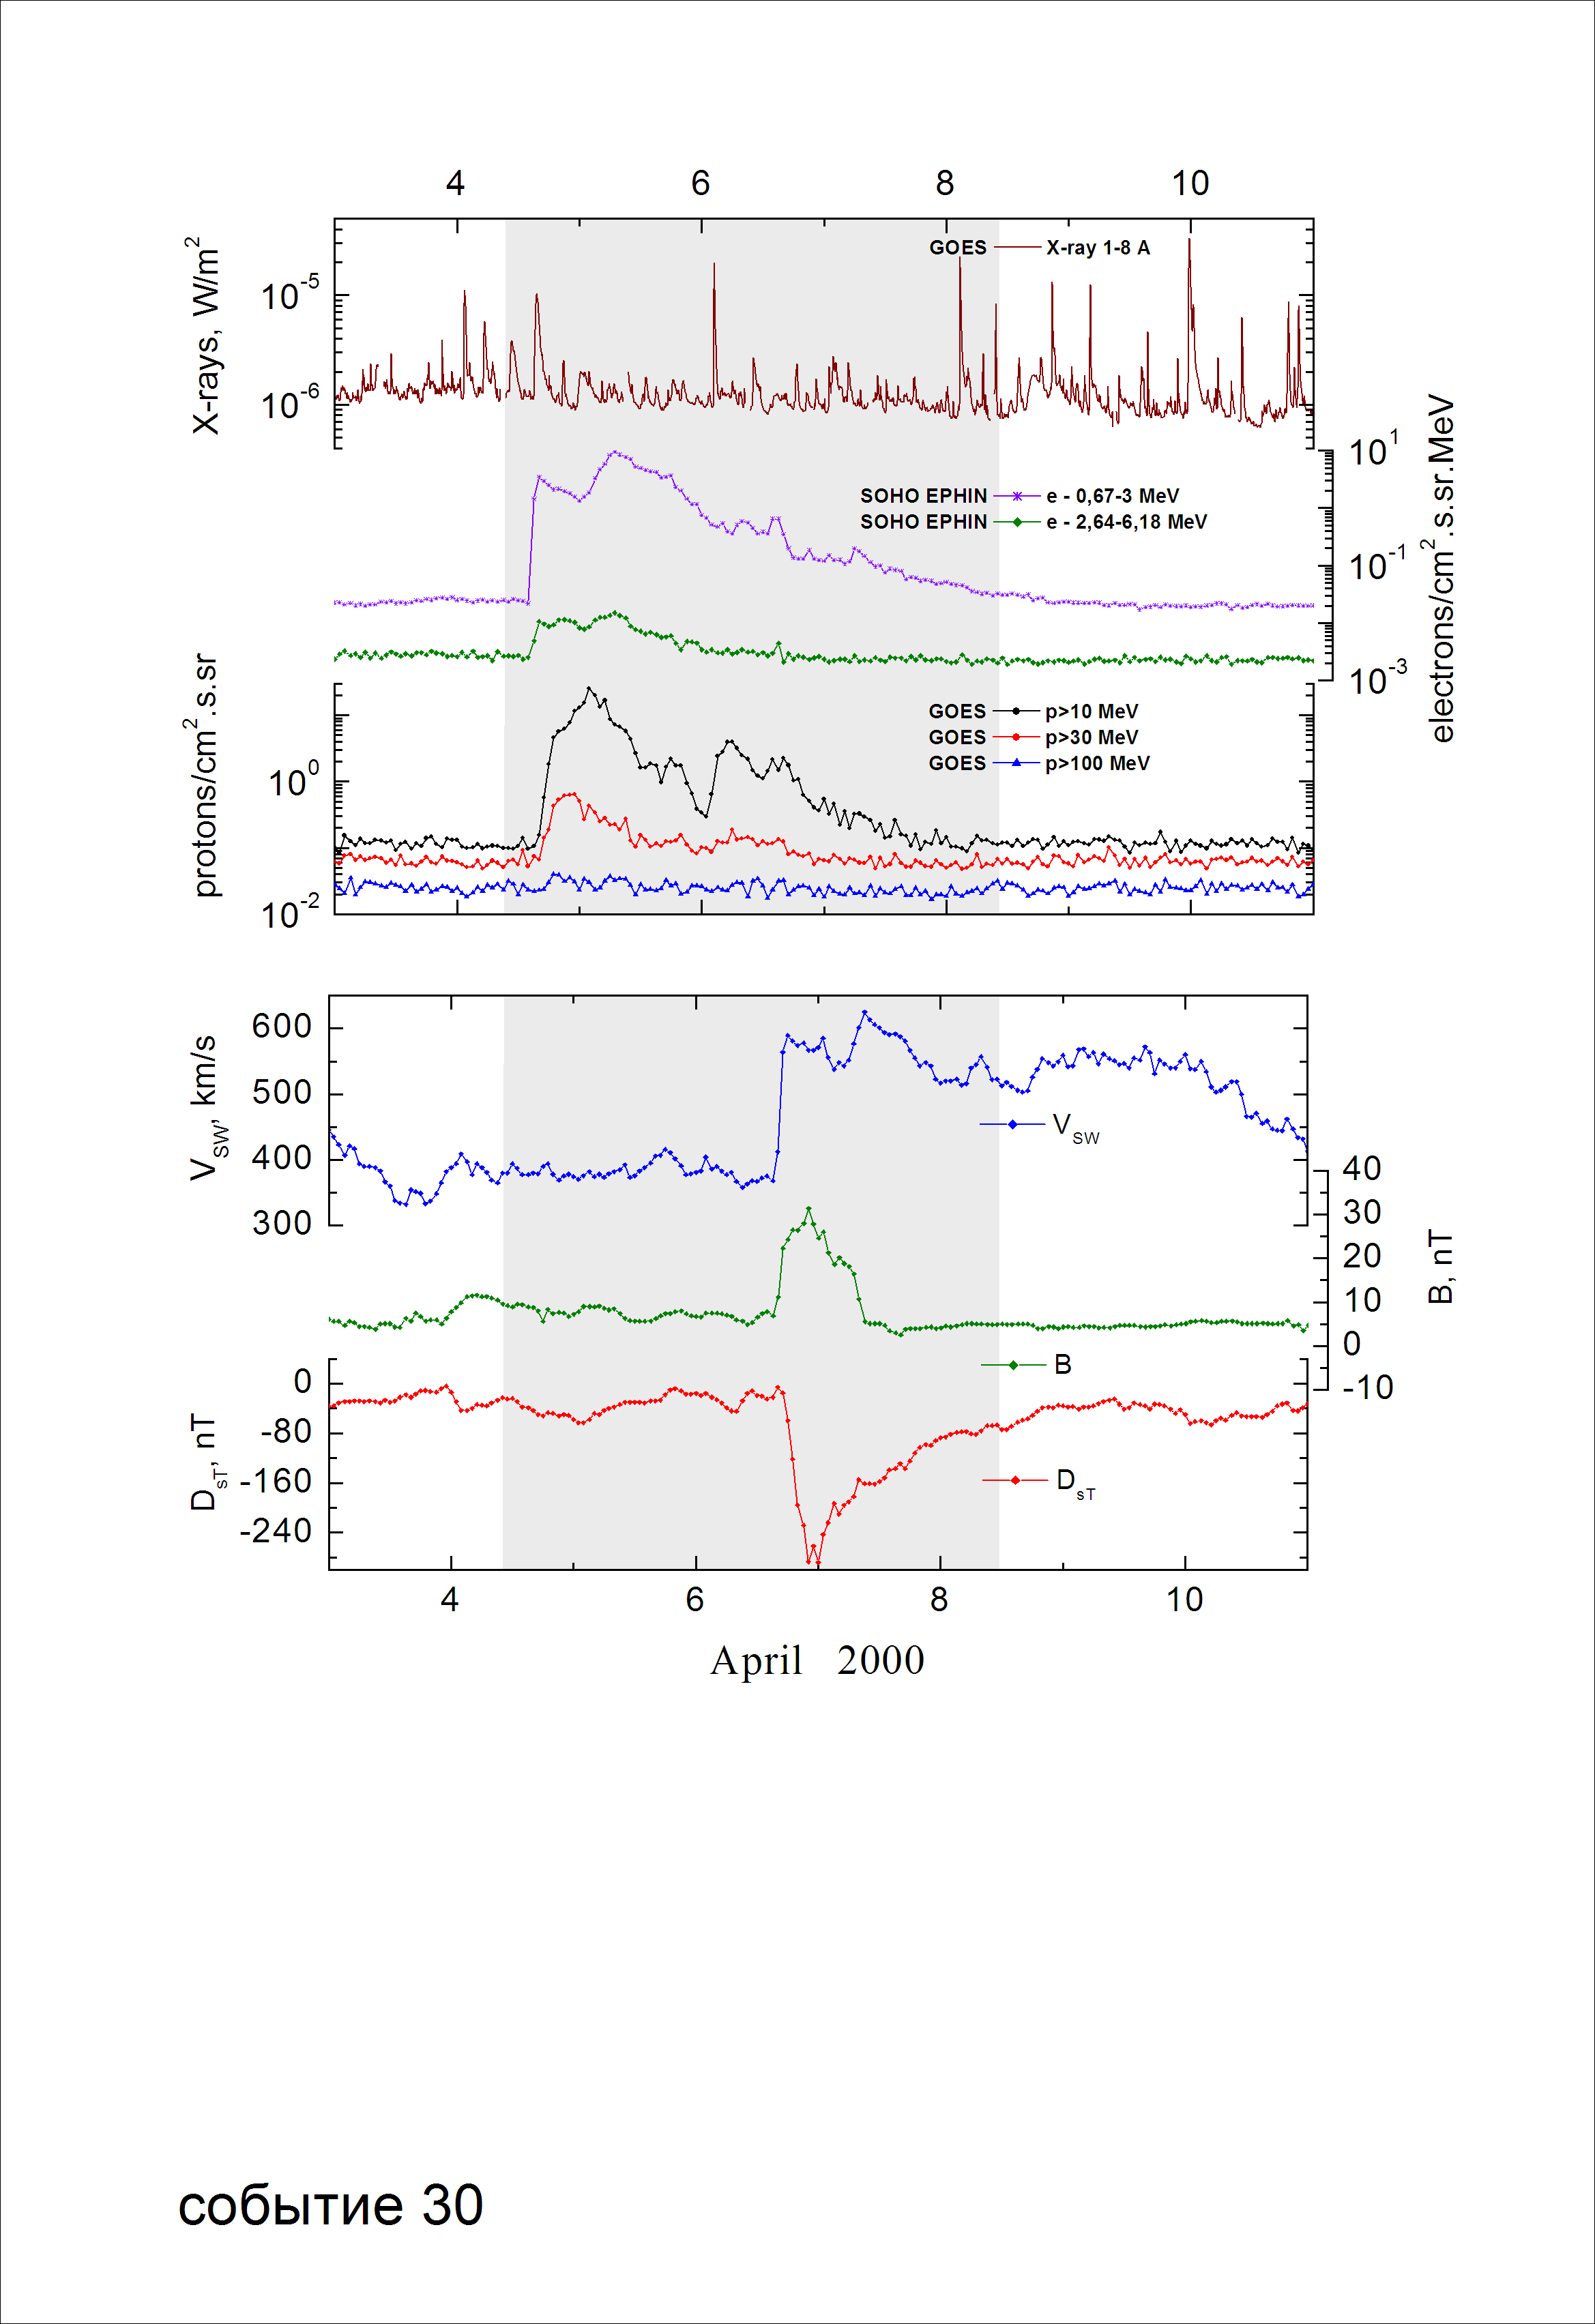 4 6 8 10
X-rays, W/m2
10-5
10-6
GOES X-ray 1-8 A
electrons/cm2.s.sr.MeV
101
10-1
10-3
SOHO EPHIN e - 0,67-3 MeV
SOHO EPHIN e - 2,64-6,18 MeV
protons/cm2.s.sr
100
10-2
GOES p>10 MeV
GOES p>30 MeV
GOES p>100 MeV
VSW, km/s
600
500
400
300
VSW
B, nT
40
30
20
10
0
-10
B
DsT, nT
0
-80
-160
-240
DsT
4 6 8 10
April 2000
событие 30